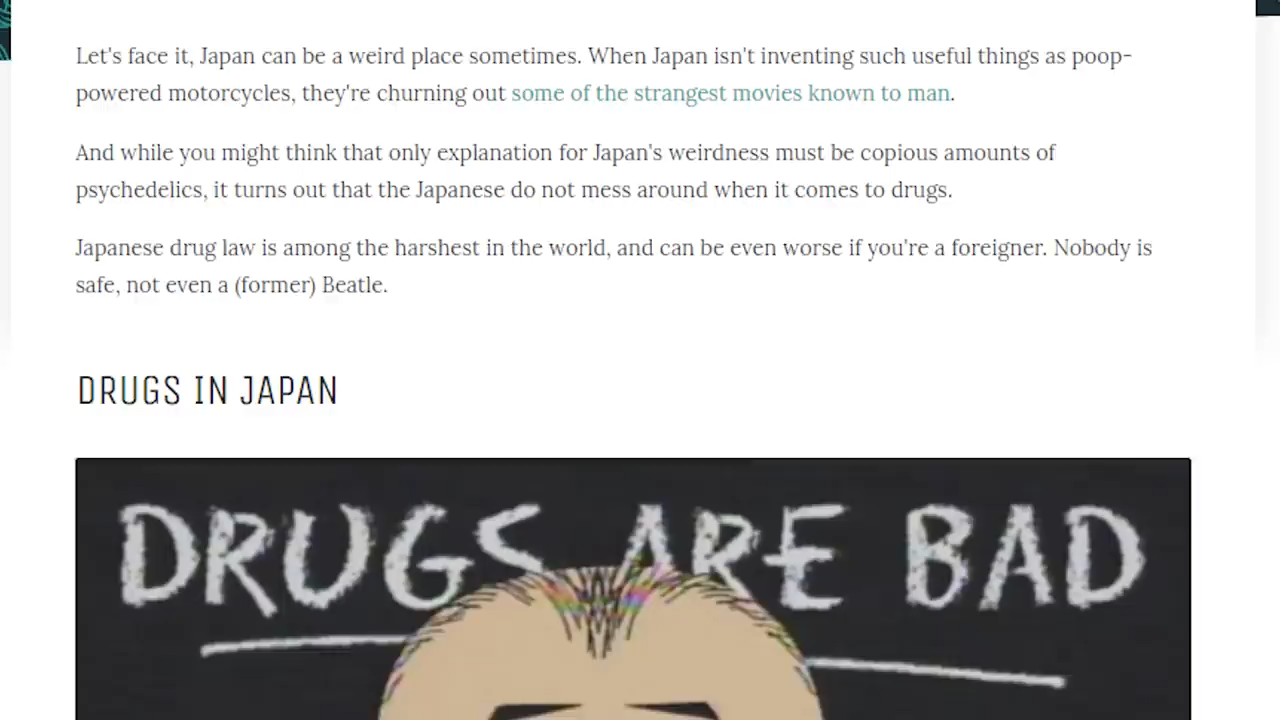 Let's face it, Japan can be a weird place sometimes. When Japan isn't inventing such useful things as poop-
powered motorcycles, they're churning out some of the strangest movies known to man.
And while you might think that only explanation for Japan's weirdness must be copious amounts of
psychedelics, it turns out that the Japanese do not mess around when it comes to drugs.
Japanese drug law is among the harshest in the world, and can be even worse if you're a foreigner. Nobody is
safe, not even a (former) Beatle.
DRUGS IN JAPAN
DRUGS ARE BAD